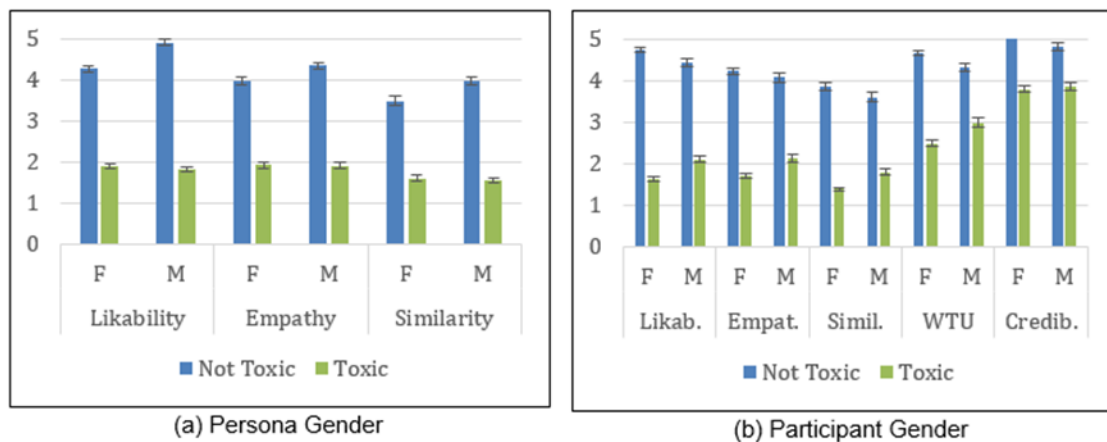 5
4
3
2
1
0
F M F M F M
Likability Empathy Similarity
Not Toxic Toxic
(a) Persona Gender
5
4
3
2
1
0
F M F M F M F M F M
Likab. Empat. Simil. WTU Credib.
Not Toxic Toxic
(b) Participant Gender